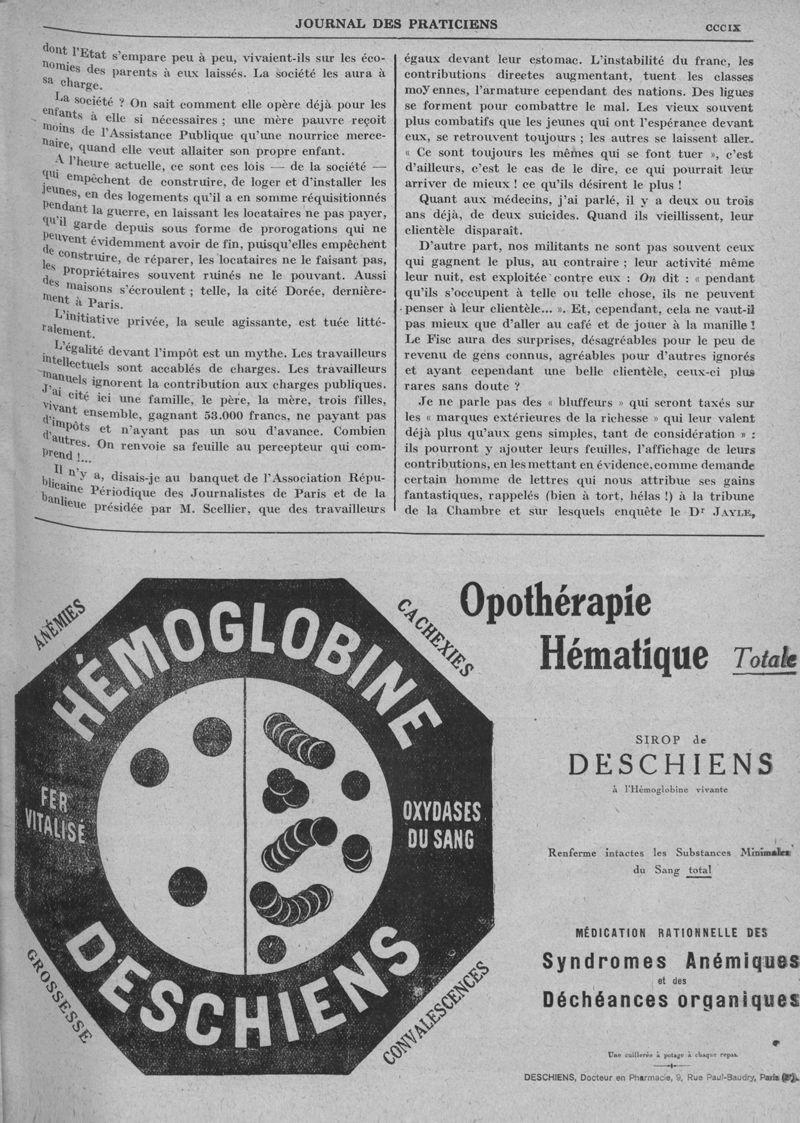 JOURNAL DES PRATICIENS
CCCIX
dont l'Etat s'empare peu à peu, vivaient-ils sur les éco-
nomies des parents à eux laissés. La société les aura à
sa charge.
La société ? On sait comment elle opère déjà pour les
enfants à elle si nécessaires ; une mère pauvre reçoit
moins de l'Assistance Publique qu'une nourrice merce-
naire, quand elle veut allaiter son propre enfant.
A l'heure actuelle, ce sont ces lois — de la société —
qui empêchent de construire, de loger et d'installer les
jeunes, en des logements qu'il a en somme réquisitionnés
pendant la guerre, en laissant les locataires ne pas payer,
qu'il garde depuis sous forme de prorogations qui ne
peuvent évidemment avoir de fin, puisqu'elles empêchent
de construire, de réparer, les locataires ne le faisant pas,
les propriétaires souvent ruinés ne le pouvant. Aussi
des maisons s'écroulent ; telle, la cité Dorée, dernière-
ment à Paris.
L'initiative privée, la seule agissante, est tuée litté-
ralement.
L'égalité devant l'impôt est un mythe. Les travailleurs
intellectuels sont accablés de charges. Les travailleurs
manuels ignorent la contribution aux charges publiques.
J'ai cité ici une famille, le père, la mère, trois filles,
vivant ensemble, gagnant 53.000 francs, ne payant pas
d'impôts et n'ayant pas un sou d'avance. Combien
d'autres. On renvoie sa feuille au percepteur qui com-
prend !...
Il n'y a, disais-je au banquet de l'Association Répu-
blicaine Périodique des Journalistes de Paris et de la
banlieue présidée par M. Scellier, que des travailleurs
égaux devant leur estomac. L'instabilité du franc, les
contributions directes augmentant, tuent les classes
moyennes, l'armature cependant des nations. Des ligues
se forment pour combattre le mal. Les vieux souvent
plus combatifs que les jeunes qui ont l'espérance devant
eux, se retrouvent toujours ; les autres se laissent aller.
« Ce sont toujours les mêmes qui se font tuer », c'est
d'ailleurs, c'est le cas de le dire, ce qui pourrait leur
arriver de mieux ! ce qu'ils désirent le plus !
Quant aux médecins, j'ai parlé, il y a deux ou trois
ans déjà, de deux suicides. Quand ils vieillissent, leur
clientèle disparaît.
D'autre part, nos militants ne sont pas souvent ceux
qui gagnent le plus, au contraire ; leur activité même
leur nuit, est exploitée contre eux : On dit : « pendant
qu'ils s'occupent à telle ou telle chose, ils ne peuvent
penser à leur clientèle... ». Et, cependant, cela ne vaut-il
pas mieux que d'aller au café et de jouer à la manille !
Le Fisc aura des surprises, désagréables pour le peu de
revenu de gens connus, agréables pour d'autres ignorés
et ayant cependant une belle clientèle, ceux-ci plus
rares sans doute ?
Je ne parle pas des « bluffeurs » qui seront taxés sur
les « marques extérieures de la richesse » qui leur valent
déjà plus qu'aux gens simples, tant de considération » :
ils pourront y ajouter leurs feuilles, l'affichage de leurs
contributions, en les mettant en évidence, comme demande
certain homme de lettres qui nous attribue ses gains
fantastiques, rappelés (bien à tort, hélas !) à la tribune
de la Chambre et sur lesquels enquête le Dr JAYLE,
ANÉMIES
CACHEXIES
HÉMOGLOBINE
FER
VITALISÉ
OXYDASES
DU SANG
DESCHIENS
GROSSESSE
CONVALESCENCES
Opothérapie
Hématique Totale
SIROP de
DESCHIENS
à l'Hémoglobine vivante
Renferme intactes les Substances Minimales
du Sang total
MÉDICATION RATIONNELLE DES
Syndromes Anémiques
et des
Déchéances organiques
Une cuillerée à potage à chaque repas.
DESCHIENS, Docteur en Pharmacie, 9, Rue Paul-Baudry, Paris (8e).